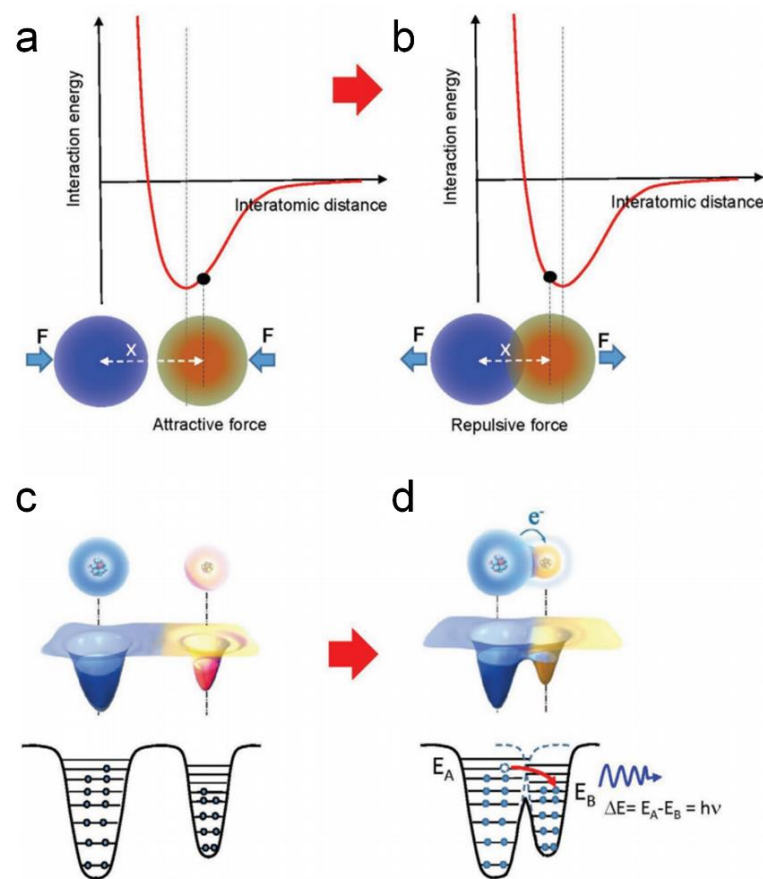 a
b
Interaction energy
Interatomic distance
Interaction energy
Interatomic distance
F
X
F
Attractive force
F
X
F
Repulsive force
c
d
e-
E_A
E_B
ΔE= E_A-E_B = hν